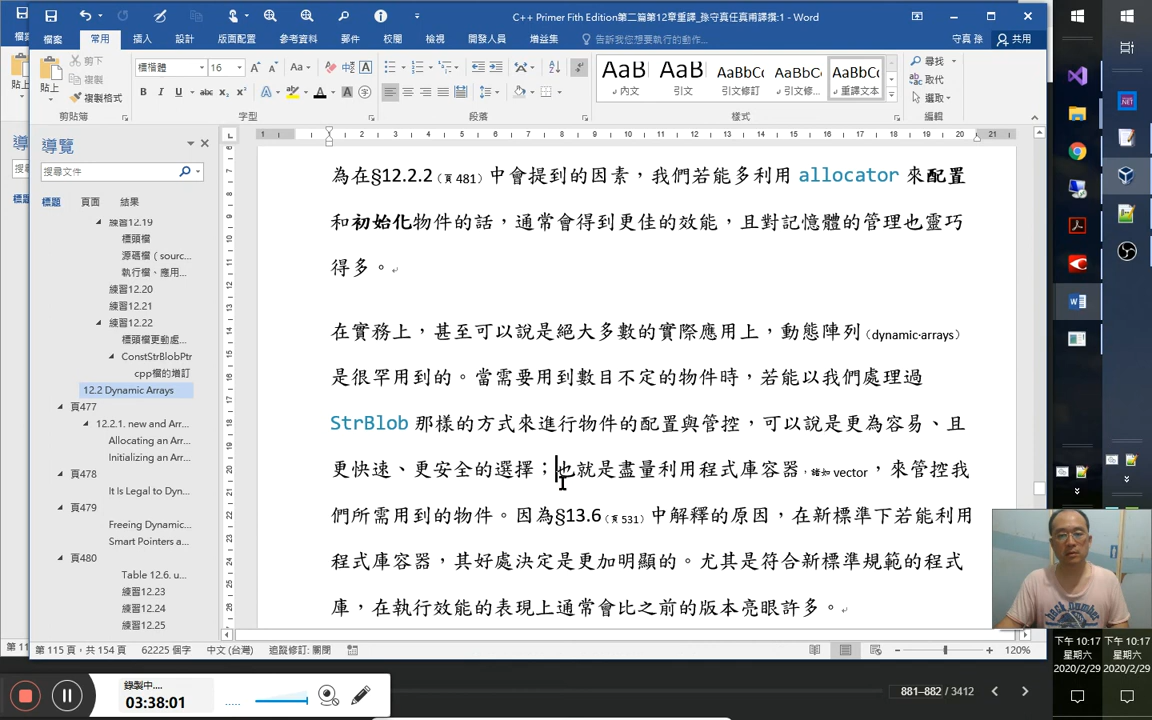 C++ Primer Fith Edition第二篇第12章重譯_孫守真任真甫譯撰:1 - Word
檔案
常用
插入
設計
版面配置
參考資料
郵件
校閱
檢視
開發人員
增益集
告訴我您想要執行的動作...
守真 孫
共用
貼上
剪下
複製
複製格式
剪貼簿
標楷體
16
字型
段落
AaB
AaB
AaBbCc
AaBbCc
AaBbCc
內文
引文
引文修訂
引文修...
重譯文本
樣式
尋找
取代
選取
編輯
導覽
搜尋文件
標題
頁面
結果
練習12.19
標頭檔
源碼檔（sourc...
執行檔、應用...
練習12.20
練習12.21
練習12.22
標頭檔更動處...
ConstStrBlobPtr
cpp檔的增訂
12.2 Dynamic Arrays
頁477
12.2.1. new and Arr...
Allocating an Arr...
Initializing an Arr...
頁478
It Is Legal to Dyn...
頁479
Freeing Dynamic...
Smart Pointers a...
頁480
Table 12.6. u...
練習12.23
練習12.24
練習12.25
為在§12.2.2（頁481）中會提到的因素，我們若能多利用 allocator 來配置
和初始化物件的話，通常會得到更佳的效能，且對記憶體的管理也靈巧
得多。
在實務上，甚至可以說是絕大多數的實際應用上，動態陣列（dynamic arrays）
是很罕用到的。當需要用到數目不定的物件時，若能以我們處理過
StrBlob 那樣的方式來進行物件的配置與管控，可以說是更為容易、且
更快速、更安全的選擇；也就是盡量利用程式庫容器，諸如 vector，來管控我
們所需用到的物件。因為§13.6（頁531）中解釋的原因，在新標準下若能利用
程式庫容器，其好處決定是更加明顯的。尤其是符合新標準規範的程式
庫，在執行效能的表現上通常會比之前的版本亮眼許多。
第 115 頁，共 154 頁
62225 個字
中文 (台灣)
追蹤修訂: 關閉
120%
錄製中....
03:38:01
881–882 / 3412
下午 10:17
星期六
2020/2/29
下午 10:17
星期六
2020/2/29